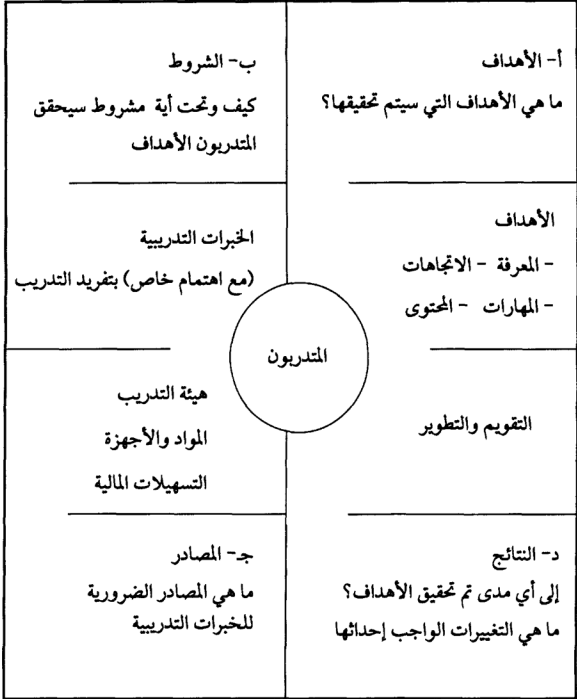 أ- الأهداف
ما هي الأهداف التي سيتم تحقيقها؟
ب- الشروط
كيف وتحت أية مشروط سيحقق
المتدربون الأهداف
الأهداف
- المعرفة - الاتجاهات
- المهارات - المحتوى
الخبرات التدريبية
(مع اهتمام خاص) بتفريد التدريب
المتدربون
التقويم والتطوير
هيئة التدريب
المواد والأجهزة
التسهيلات المالية
د- النتائج
إلى أي مدى تم تحقيق الأهداف؟
ما هي التغييرات الواجب إحداثها
جـ- المصادر
ما هي المصادر الضرورية
للخبرات التدريبية